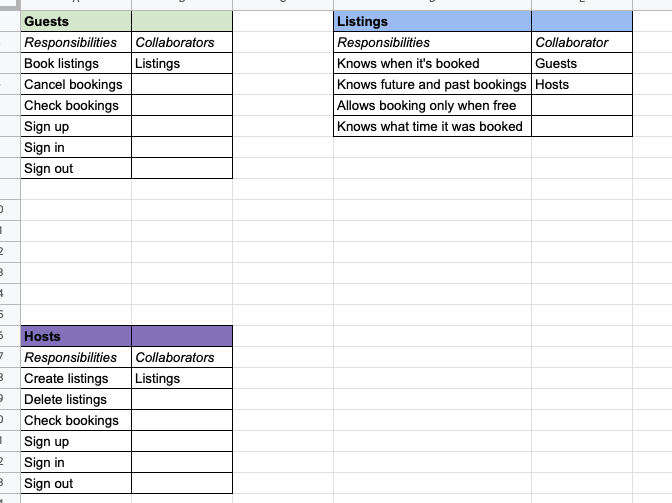 Guests
Responsibilities Collaborators
Book listings Listings
Cancel bookings
Check bookings
Sign up
Sign in
Sign out
Listings
Responsibilities Collaborator
Knows when it's booked Guests
Knows future and past bookings Hosts
Allows booking only when free
Knows what time it was booked
Hosts
Responsibilities Collaborators
Create listings Listings
Delete listings
Check bookings
Sign up
Sign in
Sign out